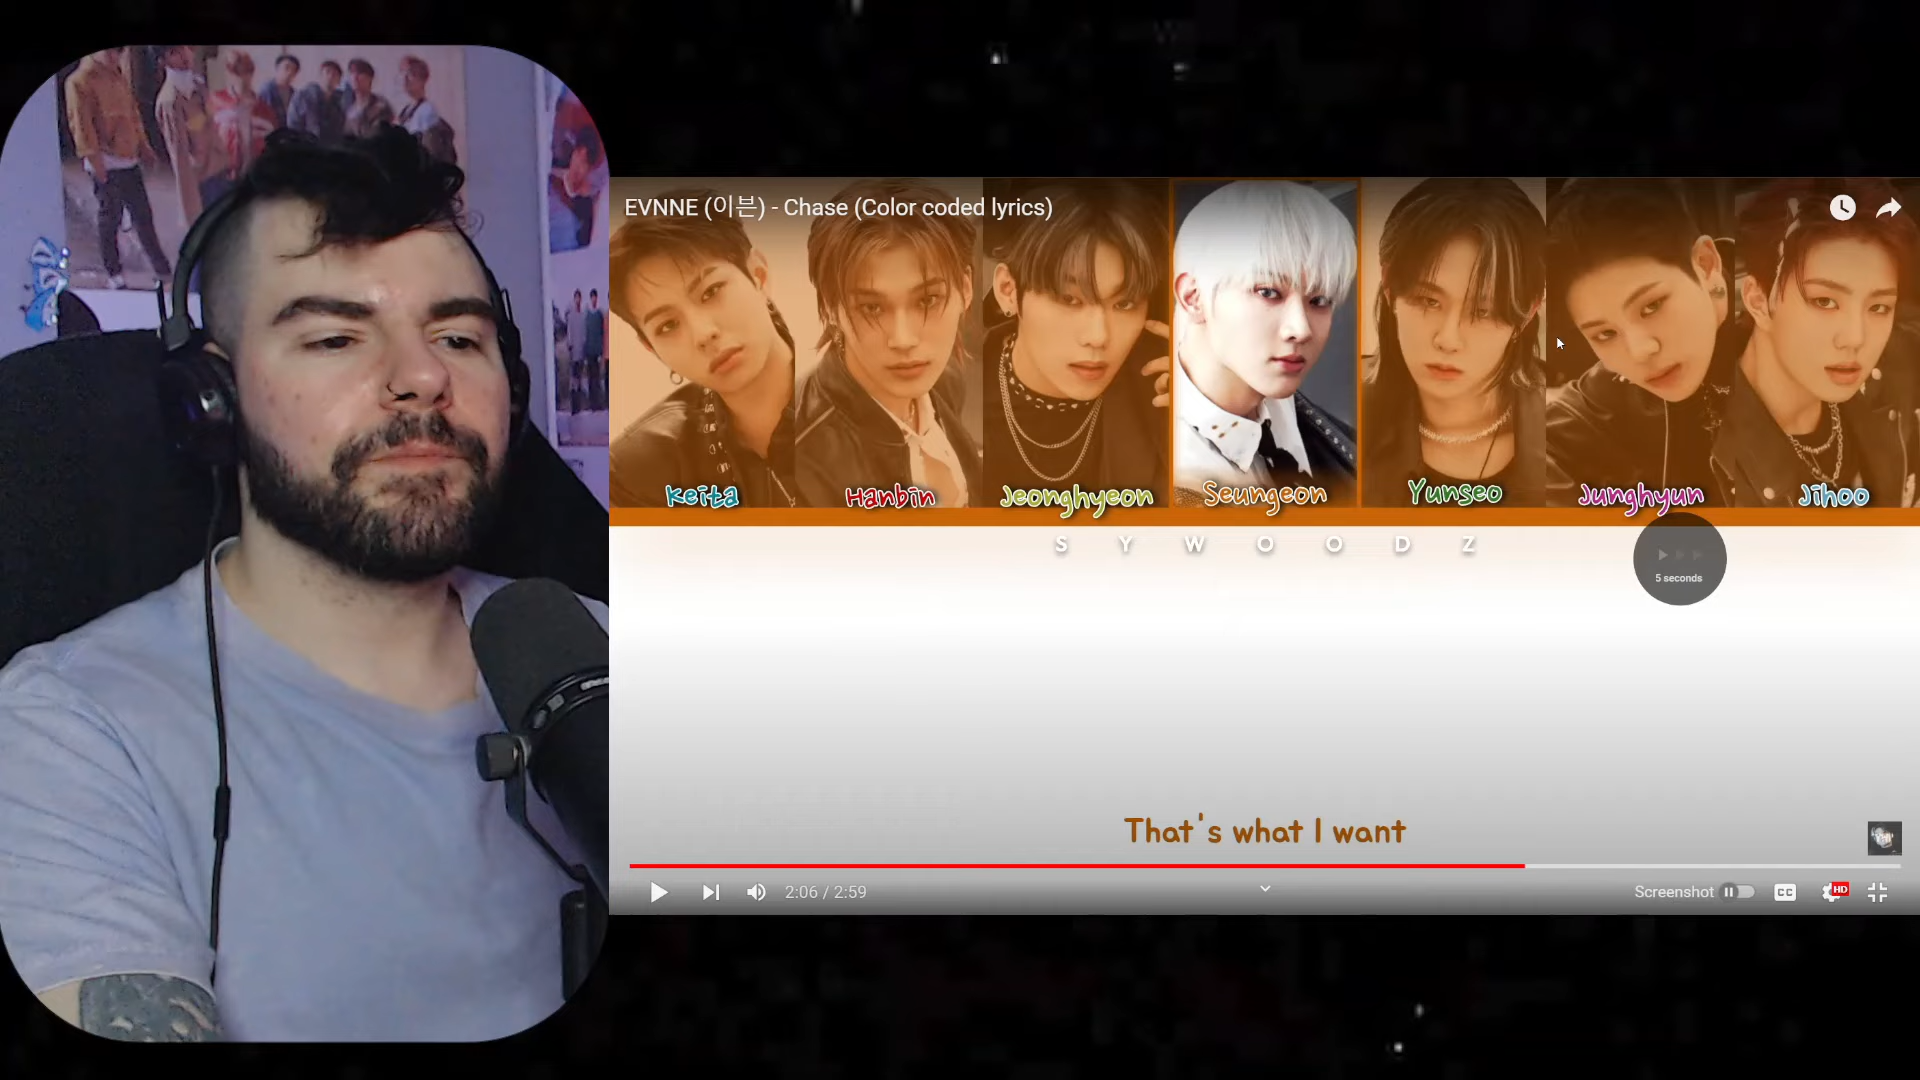 EVNNE (이븐) - Chase (Color coded lyrics)
Keita
Hanbin
Jeonghyeon
Seungeon
Yunseo
Junghyun
Jihoo
S Y W O O D Z
5 seconds
That's what I want
2:06 / 2:59
Screenshot
CC
HD